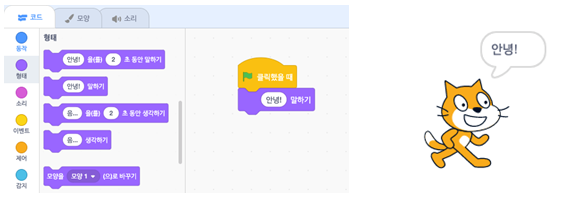 코드 모양 소리
형태
동작
형태
소리
이벤트
제어
감지
안녕! 을(를) 2 초 동안 말하기
안녕! 말하기
음... 을(를) 2 초 동안 생각하기
음... 생각하기
모양을 모양 1 (으)로 바꾸기
클릭했을 때
안녕! 말하기
안녕!